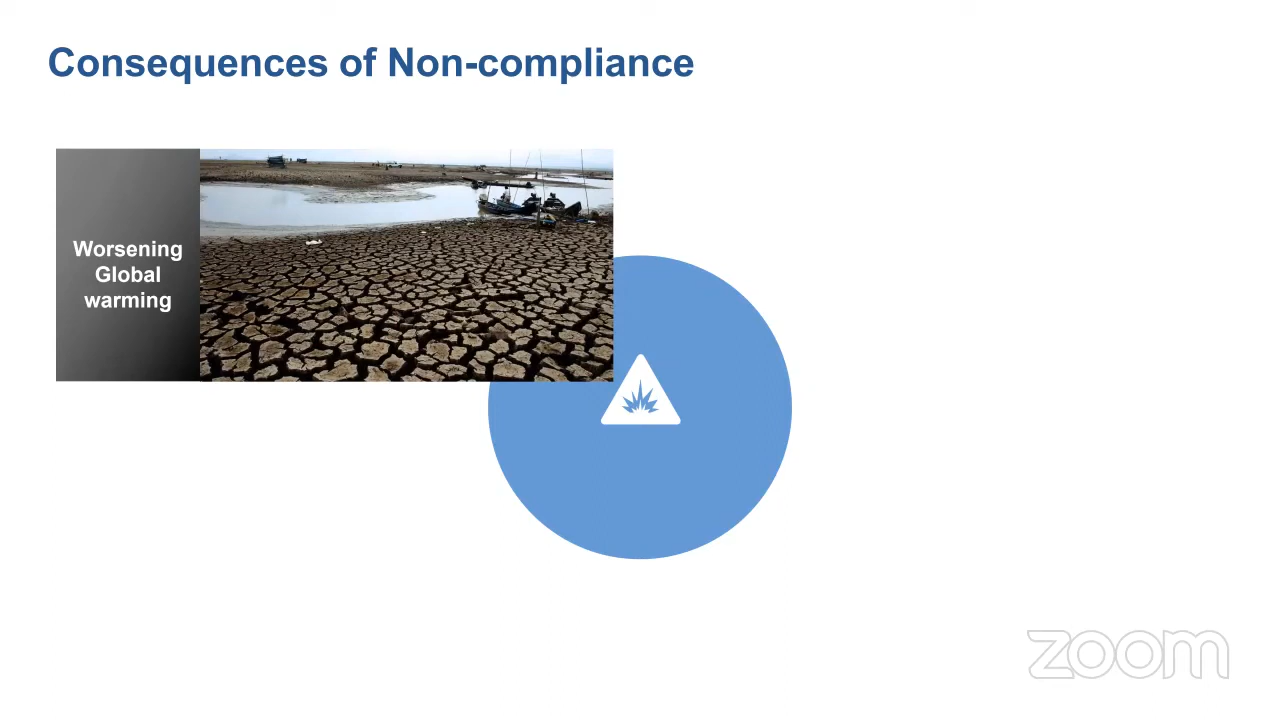 Consequences of Non-compliance
Worsening
Global
warming
zoom